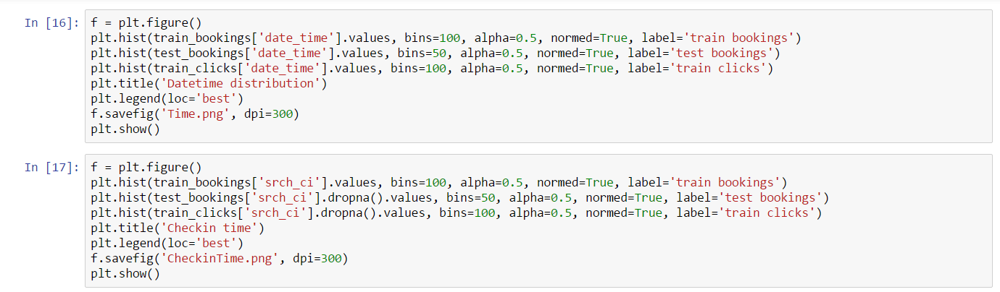 In [16]: f = plt.figure()
plt.hist(train_bookings['date_time'].values, bins=100, alpha=0.5, normed=True, label='train bookings')
plt.hist(test_bookings['date_time'].values, bins=50, alpha=0.5, normed=True, label='test bookings')
plt.hist(train_clicks['date_time'].values, bins=100, alpha=0.5, normed=True, label='train clicks')
plt.title('Datetime distribution')
plt.legend(loc='best')
f.savefig('Time.png', dpi=300)
plt.show()
In [17]: f = plt.figure()
plt.hist(train_bookings['srch_ci'].values, bins=100, alpha=0.5, normed=True, label='train bookings')
plt.hist(test_bookings['srch_ci'].dropna().values, bins=50, alpha=0.5, normed=True, label='test bookings')
plt.hist(train_clicks['srch_ci'].dropna().values, bins=100, alpha=0.5, normed=True, label='train clicks')
plt.title('Checkin time')
plt.legend(loc='best')
f.savefig('CheckinTime.png', dpi=300)
plt.show()